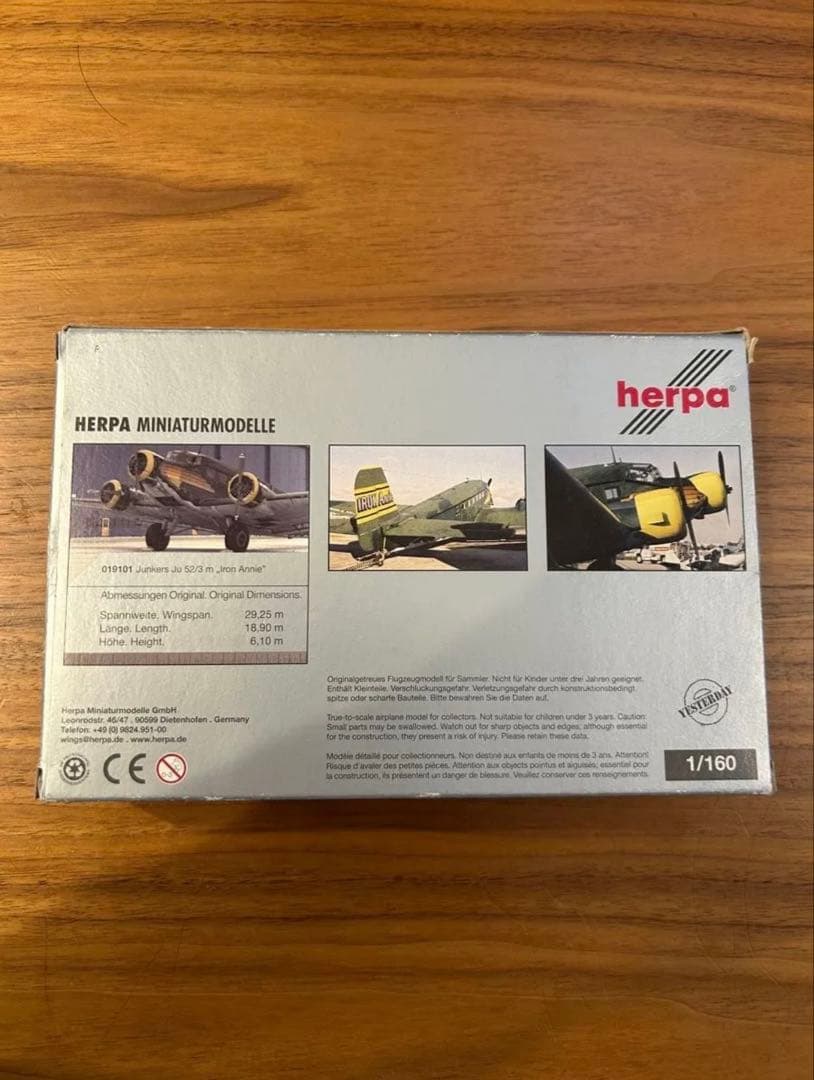 herpa®
HERPA MINIATURMODELLE
IRON Annie
019101 Junkers Ju 52/3 m „Iron Annie"
Abmessungen Original. Original Dimensions.
Spannweite. Wingspan. 29,25 m
Länge. Length. 18,90 m
Höhe. Height. 6,10 m
Originalgetreues Flugzeugmodell für Sammler. Nicht für Kinder unter drei Jahren geeignet.
Enthält Kleinteile. Verschluckungsgefahr. Verletzungsgefahr durch konstruktionsbedingt
spitze oder scharfe Bauteile. Bitte bewahren Sie die Daten auf.
True-to-scale airplane model for collectors. Not suitable for children under 3 years. Caution:
Small parts may be swallowed. Watch out for sharp objects and edges; although essential
for the construction, they present a risk of injury. Please retain these data.
Modèle détaillé pour collectionneurs. Non destiné aux enfants de moins de 3 ans. Attention!
Risque d'avaler des petites pièces. Attention aux objects pointus et aiguisés; essentiel pour
la construction, ils présentent un danger de blessure. Veuillez conserver ces renseignements.
Herpa Miniaturmodelle GmbH
Leonrodstr. 46/47 . 90599 Dietenhofen . Germany
Telefon: +49 (0) 9824.951-00
wings@herpa.de . www.herpa.de
CE
0-3
YESTERDAY
1/160